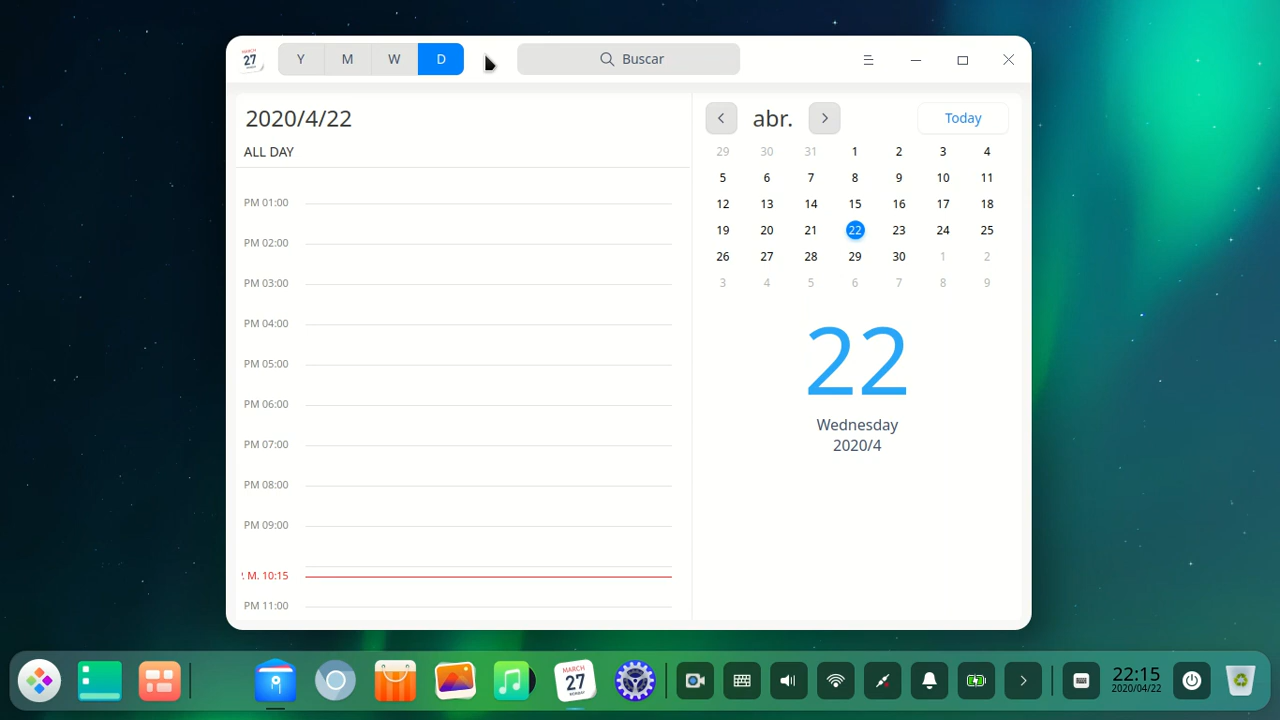 MARCH
27
Y M W D
Buscar
2020/4/22
ALL DAY
PM 01:00
PM 02:00
PM 03:00
PM 04:00
PM 05:00
PM 06:00
PM 07:00
PM 08:00
PM 09:00
M. 10:15
PM 11:00
abr.
Today
29 30 31 1 2 3 4
5 6 7 8 9 10 11
12 13 14 15 16 17 18
19 20 21 22 23 24 25
26 27 28 29 30 1 2
3 4 5 6 7 8 9
22
Wednesday
2020/4
MARCH
27
MONDAY
22:15
2020/04/22